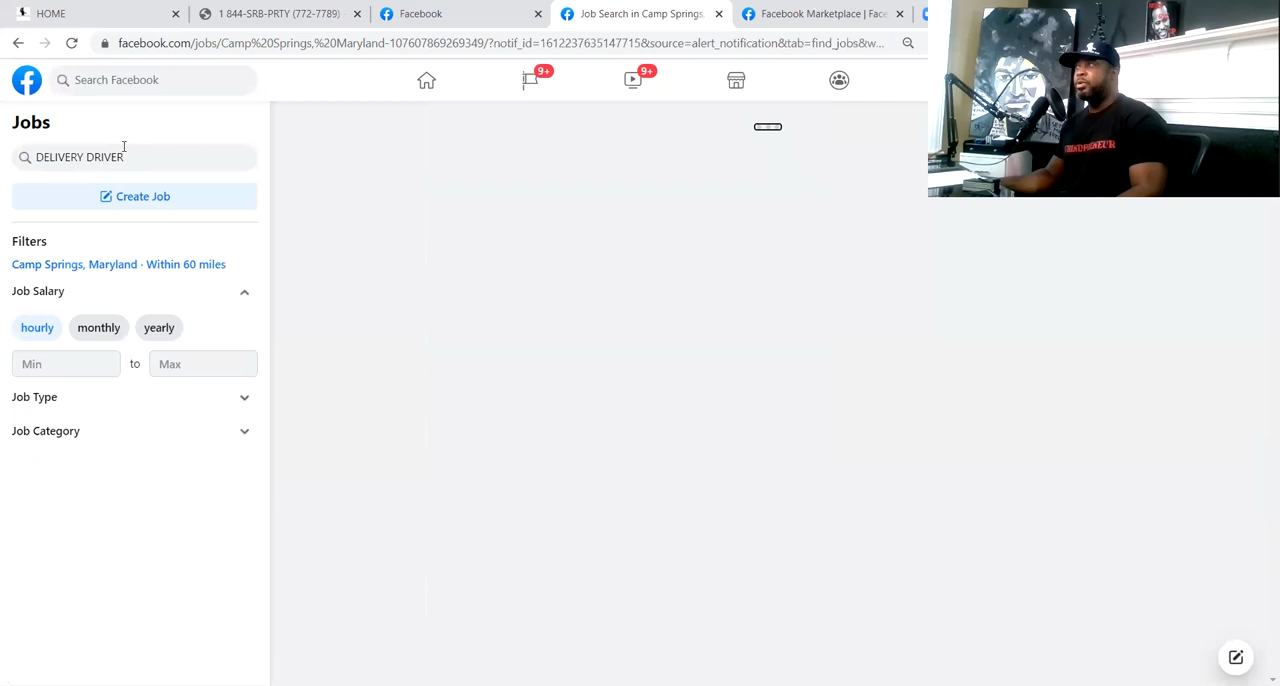 HOME
1 844-SRB-PRTY (772-7789)
Facebook
Job Search in Camp Springs,
Facebook Marketplace | Face
facebook.com/jobs/Camp%20Springs,%20Maryland-107607869269349/?notif_id=1612237635147715&source=alert_notification&tab=find_jobs&w...
Search Facebook
9+
9+
Jobs
DELIVERY DRIVER
Create Job
Filters
Camp Springs, Maryland · Within 60 miles
Job Salary
hourly
monthly
yearly
Min
to
Max
Job Type
Job Category